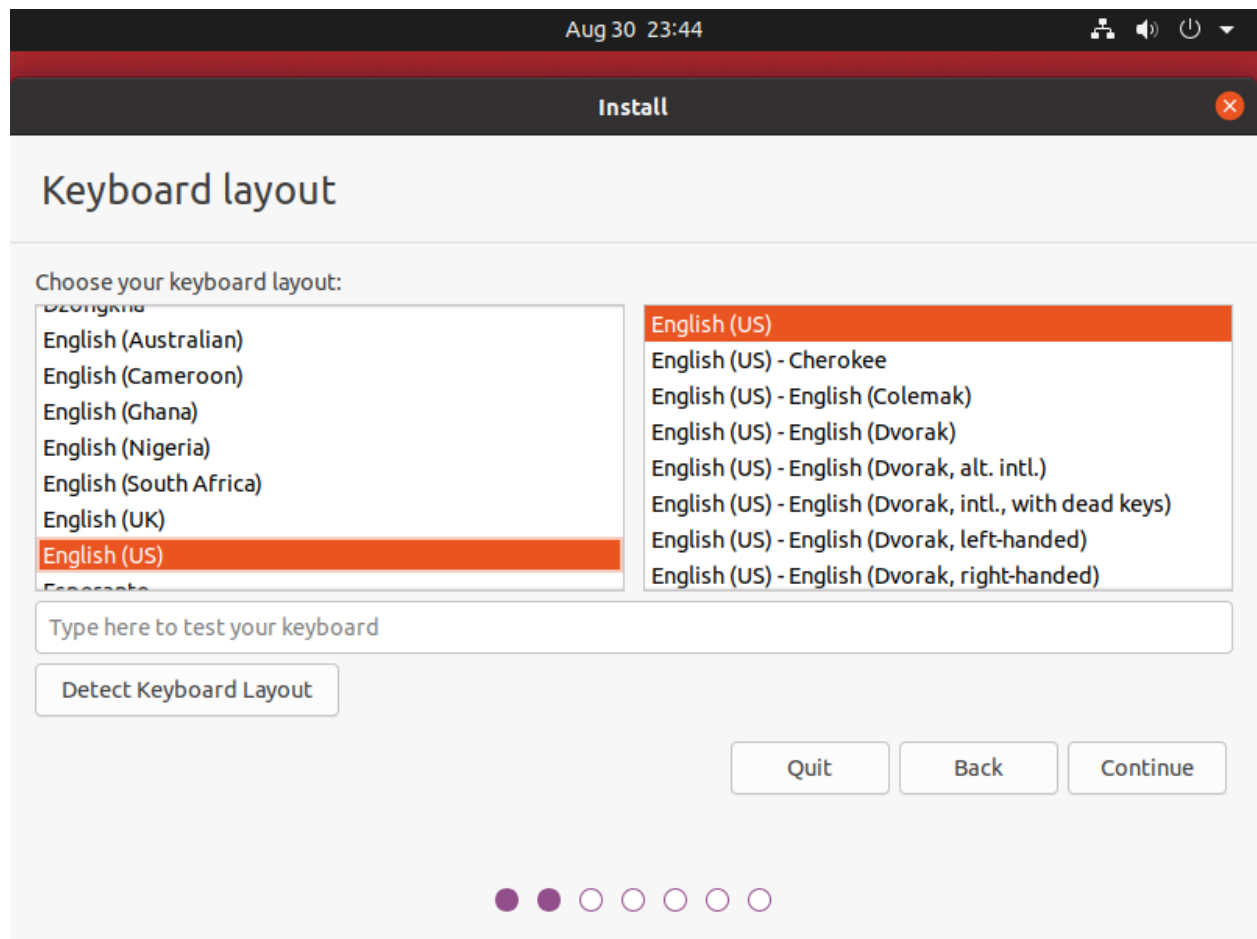 Aug 30 23:44
Install
Keyboard layout
Choose your keyboard layout:
Dzongkha
English (Australian)
English (Cameroon)
English (Ghana)
English (Nigeria)
English (South Africa)
English (UK)
English (US)
Esperanto
English (US)
English (US) - Cherokee
English (US) - English (Colemak)
English (US) - English (Dvorak)
English (US) - English (Dvorak, alt. intl.)
English (US) - English (Dvorak, intl., with dead keys)
English (US) - English (Dvorak, left-handed)
English (US) - English (Dvorak, right-handed)
Type here to test your keyboard
Detect Keyboard Layout
Quit Back Continue